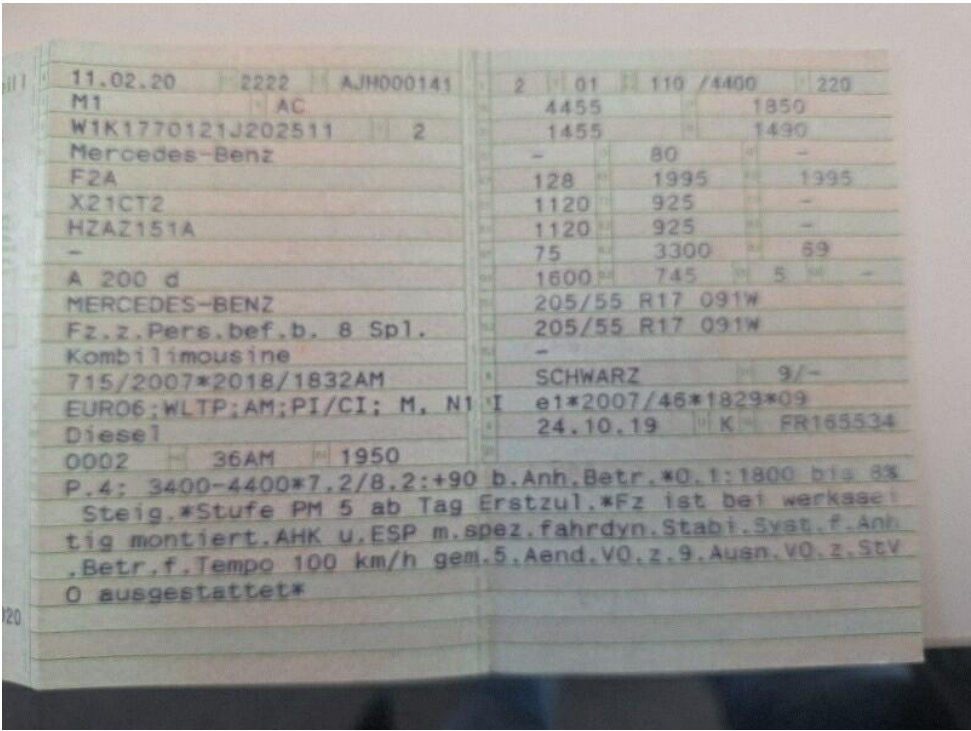 11.02.20 2222 AJH000141
M1 AC
W1K1770121J202511 2
Mercedes-Benz
F2A
X21CT2
HZAZ151A
-
A 200 d
MERCEDES-BENZ
Fz.z.Pers.bef.b. 8 Spl.
Kombilimousine
715/2007*2018/1832AM
EURO6;WLTP;AM;PI/CI; M, N1 I
Diesel
0002 36AM 1950
2 01 110 /4400 220
4455 1850
1455 1490
- 80 -
128 1995 1995
1120 925 -
1120 925 -
75 3300 69
1600 745 5 -
205/55 R17 091W
205/55 R17 091W
-
SCHWARZ 9/-
e1*2007/46*1829*09
24.10.19 K FR165534
P.4: 3400-4400*7.2/8.2:+90 b.Anh.Betr.*O.1:1800 bis 8%
Steig.*Stufe PM 5 ab Tag Erstzul.*Fz ist bei werkssei
tig montiert.AHK u.ESP m.spez.fahrdyn.Stabi.Syst.f.Anh
.Betr.f.Tempo 100 km/h gem.5.Aend.VO.z.9.Ausn.VO.z.StV
O ausgestattet*